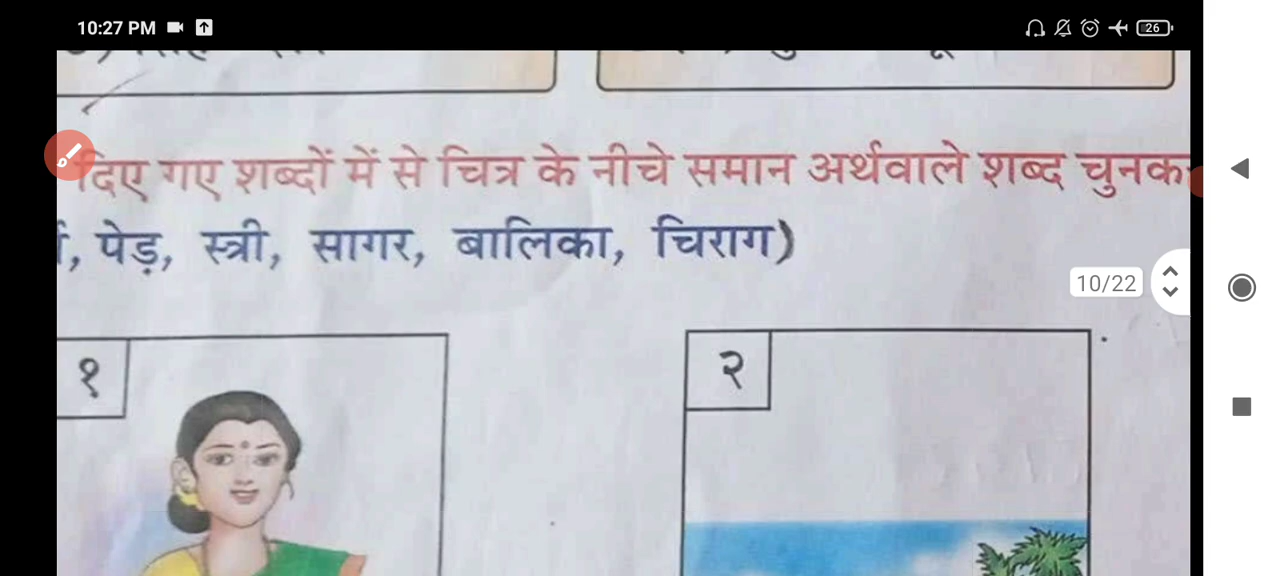 10:27 PM
26
दिए गए शब्दों में से चित्र के नीचे समान अर्थवाले शब्द चुनक
, पेड़, स्त्री, सागर, बालिका, चिराग)
10/22
१
२